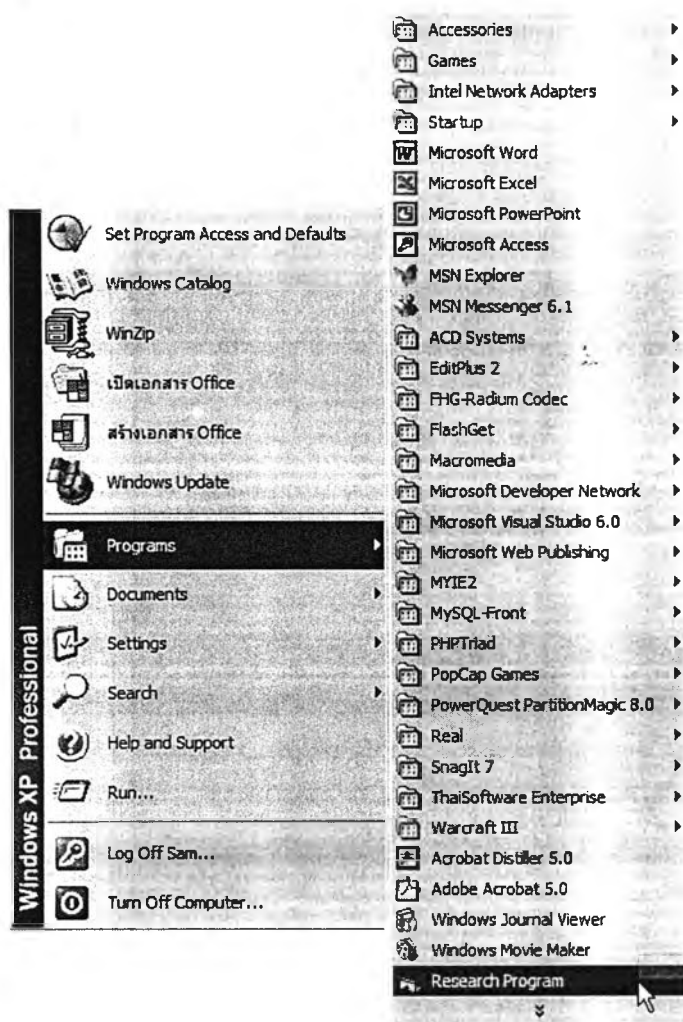 Set Program Access and Defaults
Windows Catalog
WinZip
เปิดเอกสาร Office
สร้างเอกสาร Office
Windows Update
Programs
Documents
Settings
Search
Help and Support
Run...
Log Off Sam...
Turn Off Computer...
Windows XP Professional
Accessories
Games
Intel Network Adapters
Startup
Microsoft Word
Microsoft Excel
Microsoft PowerPoint
Microsoft Access
MSN Explorer
MSN Messenger 6.1
ACD Systems
EditPlus 2
FHG-Radium Codec
FlashGet
Macromedia
Microsoft Developer Network
Microsoft Visual Studio 6.0
Microsoft Web Publishing
MYIE2
MySQL-Front
PHPTriad
PopCap Games
PowerQuest PartitionMagic 8.0
Real
SnagIt 7
ThaiSoftware Enterprise
Warcraft III
Acrobat Distiller 5.0
Adobe Acrobat 5.0
Windows Journal Viewer
Windows Movie Maker
Research Program